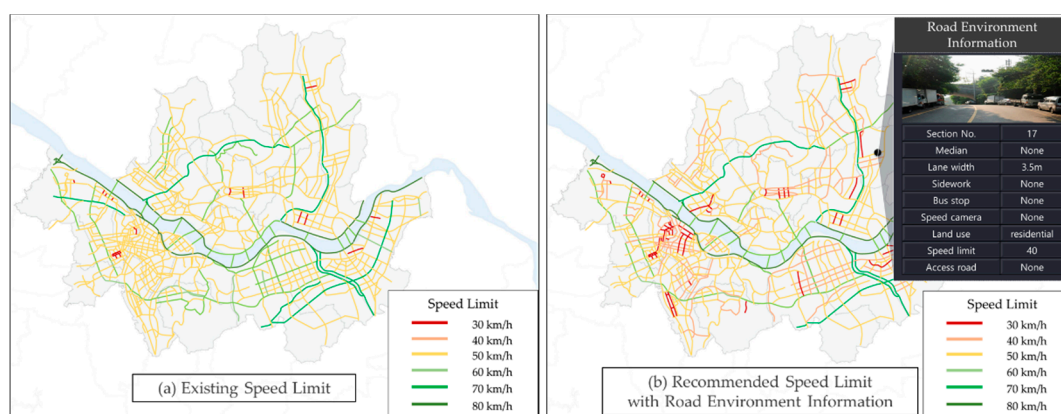 Speed Limit
30 km/h
40 km/h
50 km/h
60 km/h
70 km/h
80 km/h
(a) Existing Speed Limit
Road Environment
Information
Section No. 17
Median None
Lane width 3.5m
Sidework None
Bus stop None
Speed camera None
Land use residential
Speed limit 40
Access road None
Speed Limit
30 km/h
40 km/h
50 km/h
60 km/h
70 km/h
80 km/h
(b) Recommended Speed Limit
with Road Environment Information